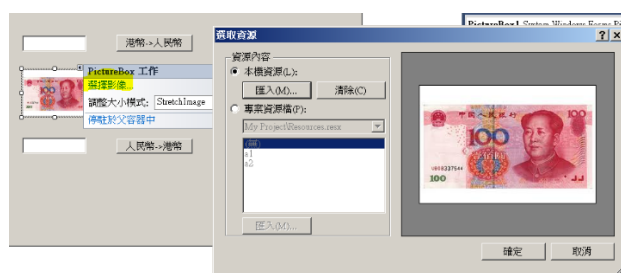 PictureBox1 System.Windows.Forms.Pi
港幣->人民幣
PictureBox 工作
選擇影像...
調整大小模式: StretchImage
停駐於父容器中
人民幣->港幣
選取資源
資源內容
本機資源(L):
匯入(M)...
清除(C)
專案資源檔(P):
My Project\Resources.resx
(無)
a1
a2
匯入(M)...
中国人民银行
100
100
100
確定
取消